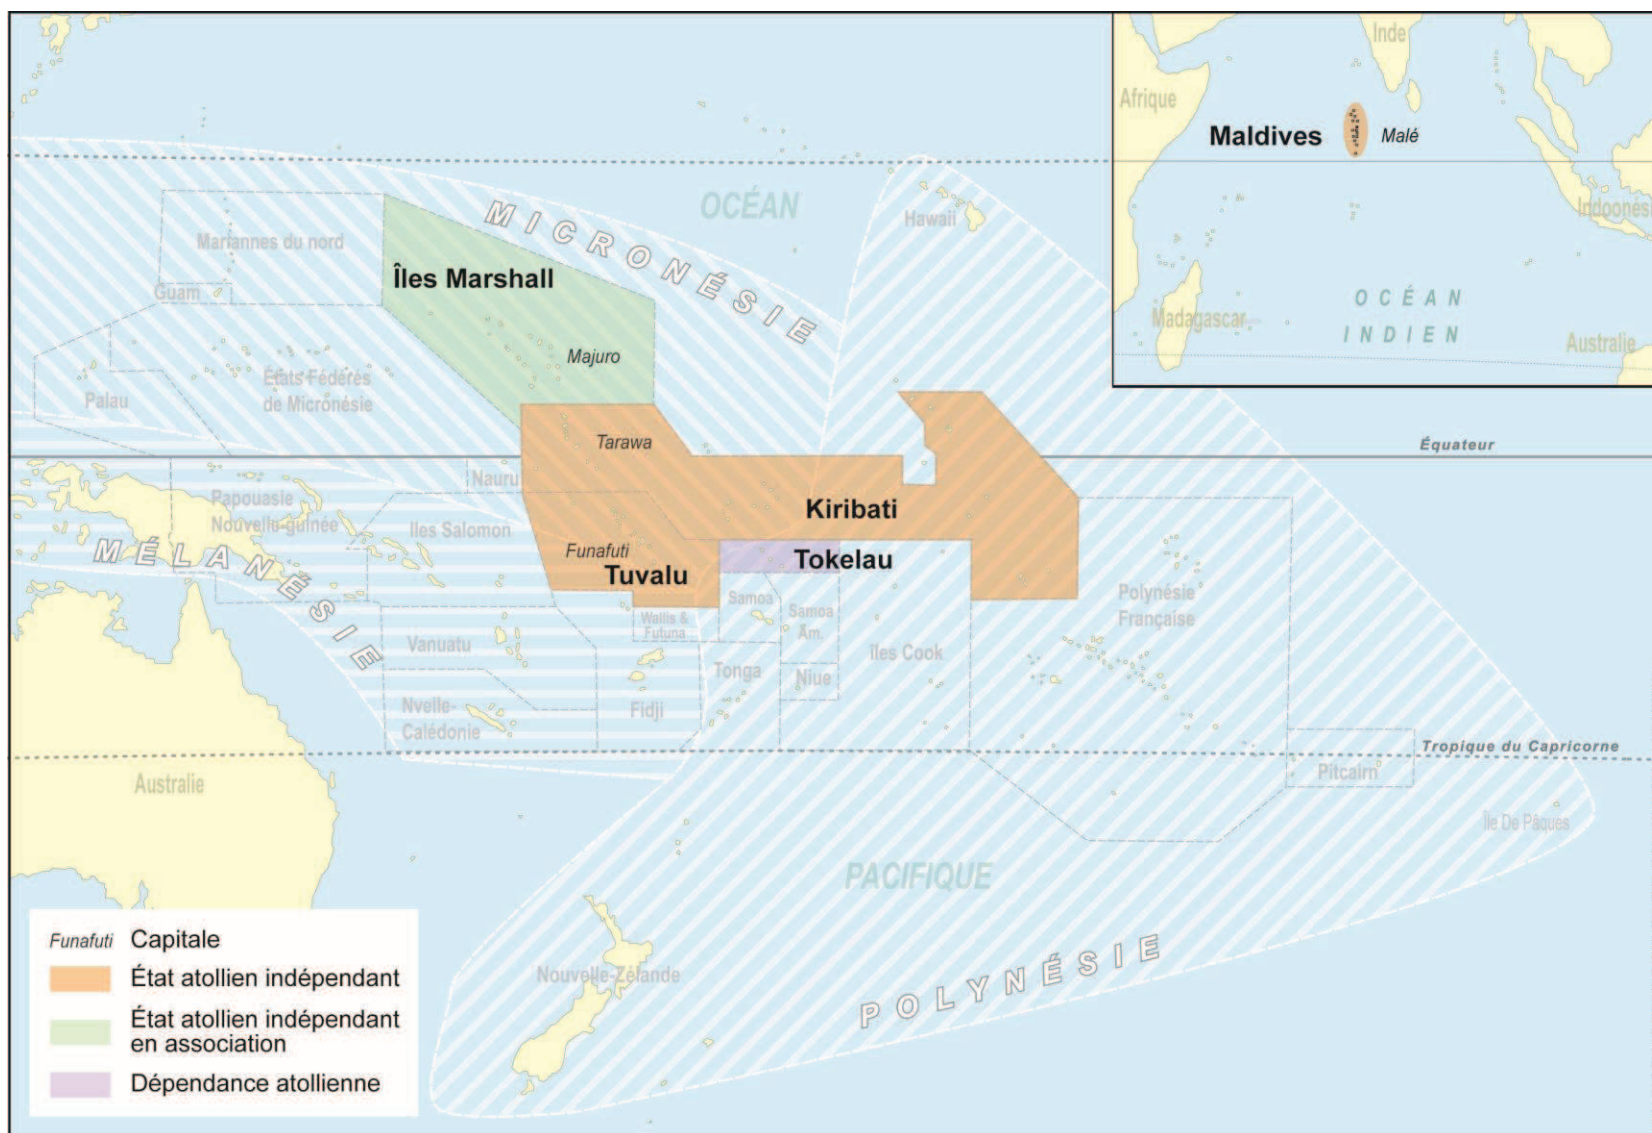 Inde
Afrique
Maldives
Malé
Indoonési
OCÉAN
INDIEN
Madagascar
Australie
OCÉAN
Hawaii
MICRONÉSIE
Mariannes du nord
Guam
Îles Marshall
Majuro
États Fédérés
de Micronésie
Palau
Tarawa
Équateur
Nauru
Papouasie
Nouvelle-guinée
Iles Salomon
Kiribati
MÉLANÉSIE
Funafuti
Tuvalu
Tokelau
Samoa
Samoa
Am.
Wallis &
Futuna
Polynésie
Française
Vanuatu
Tonga
Niue
Îles Cook
Nvelle-
Calédonie
Fidji
Tropique du Capricorne
Pitcairn
Australie
Île De Pâques
PACIFIQUE
Nouvelle-Zélande
POLYNÉSIE
Funafuti Capitale
État atollien indépendant
État atollien indépendant
en association
Dépendance atollienne